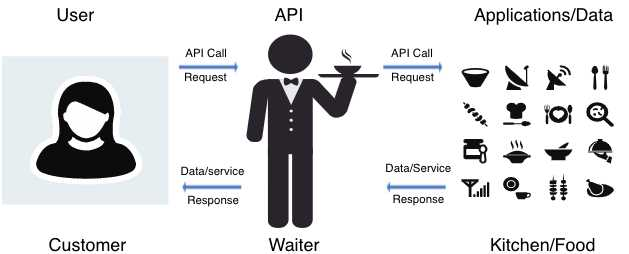 User
API
Applications/Data
API Call
Request
API Call
Request
Data/service
Response
Data/Service
Response
Customer
Waiter
Kitchen/Food